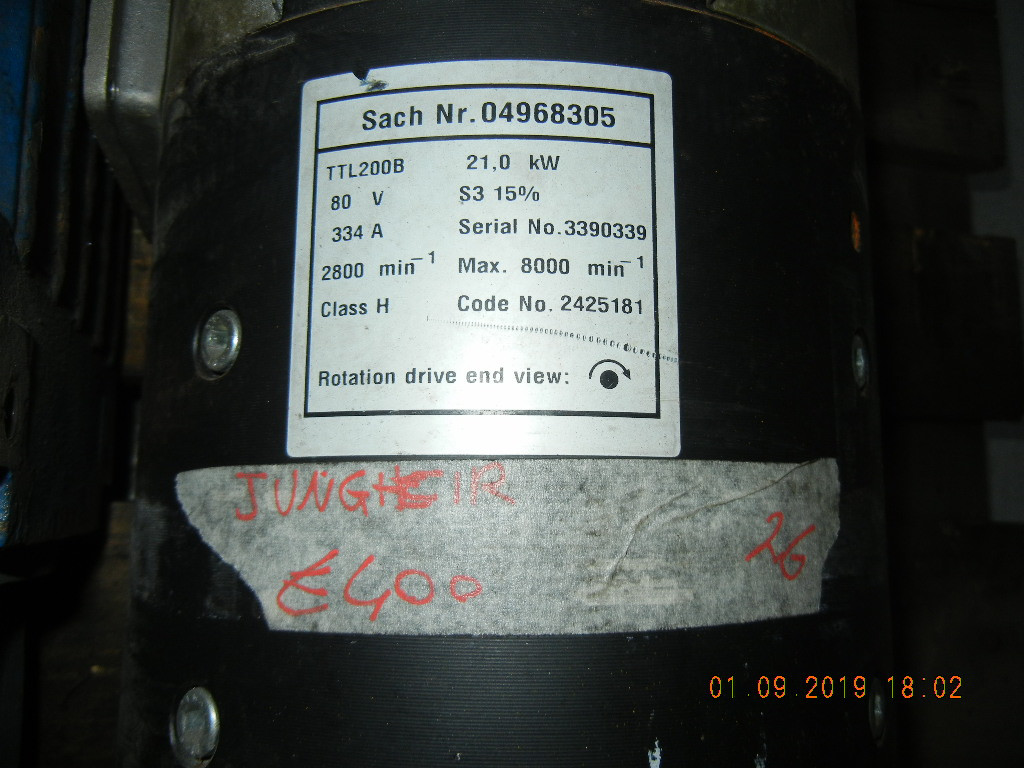 Sach Nr. 04968305
TTL200B 21,0 kW
80 V S3 15%
334 A Serial No. 3390339
2800 min⁻¹ Max. 8000 min⁻¹
Class H Code No. 2425181
Rotation drive end view:
JUNGHEIR
E400 26
01.09.2019 18:02